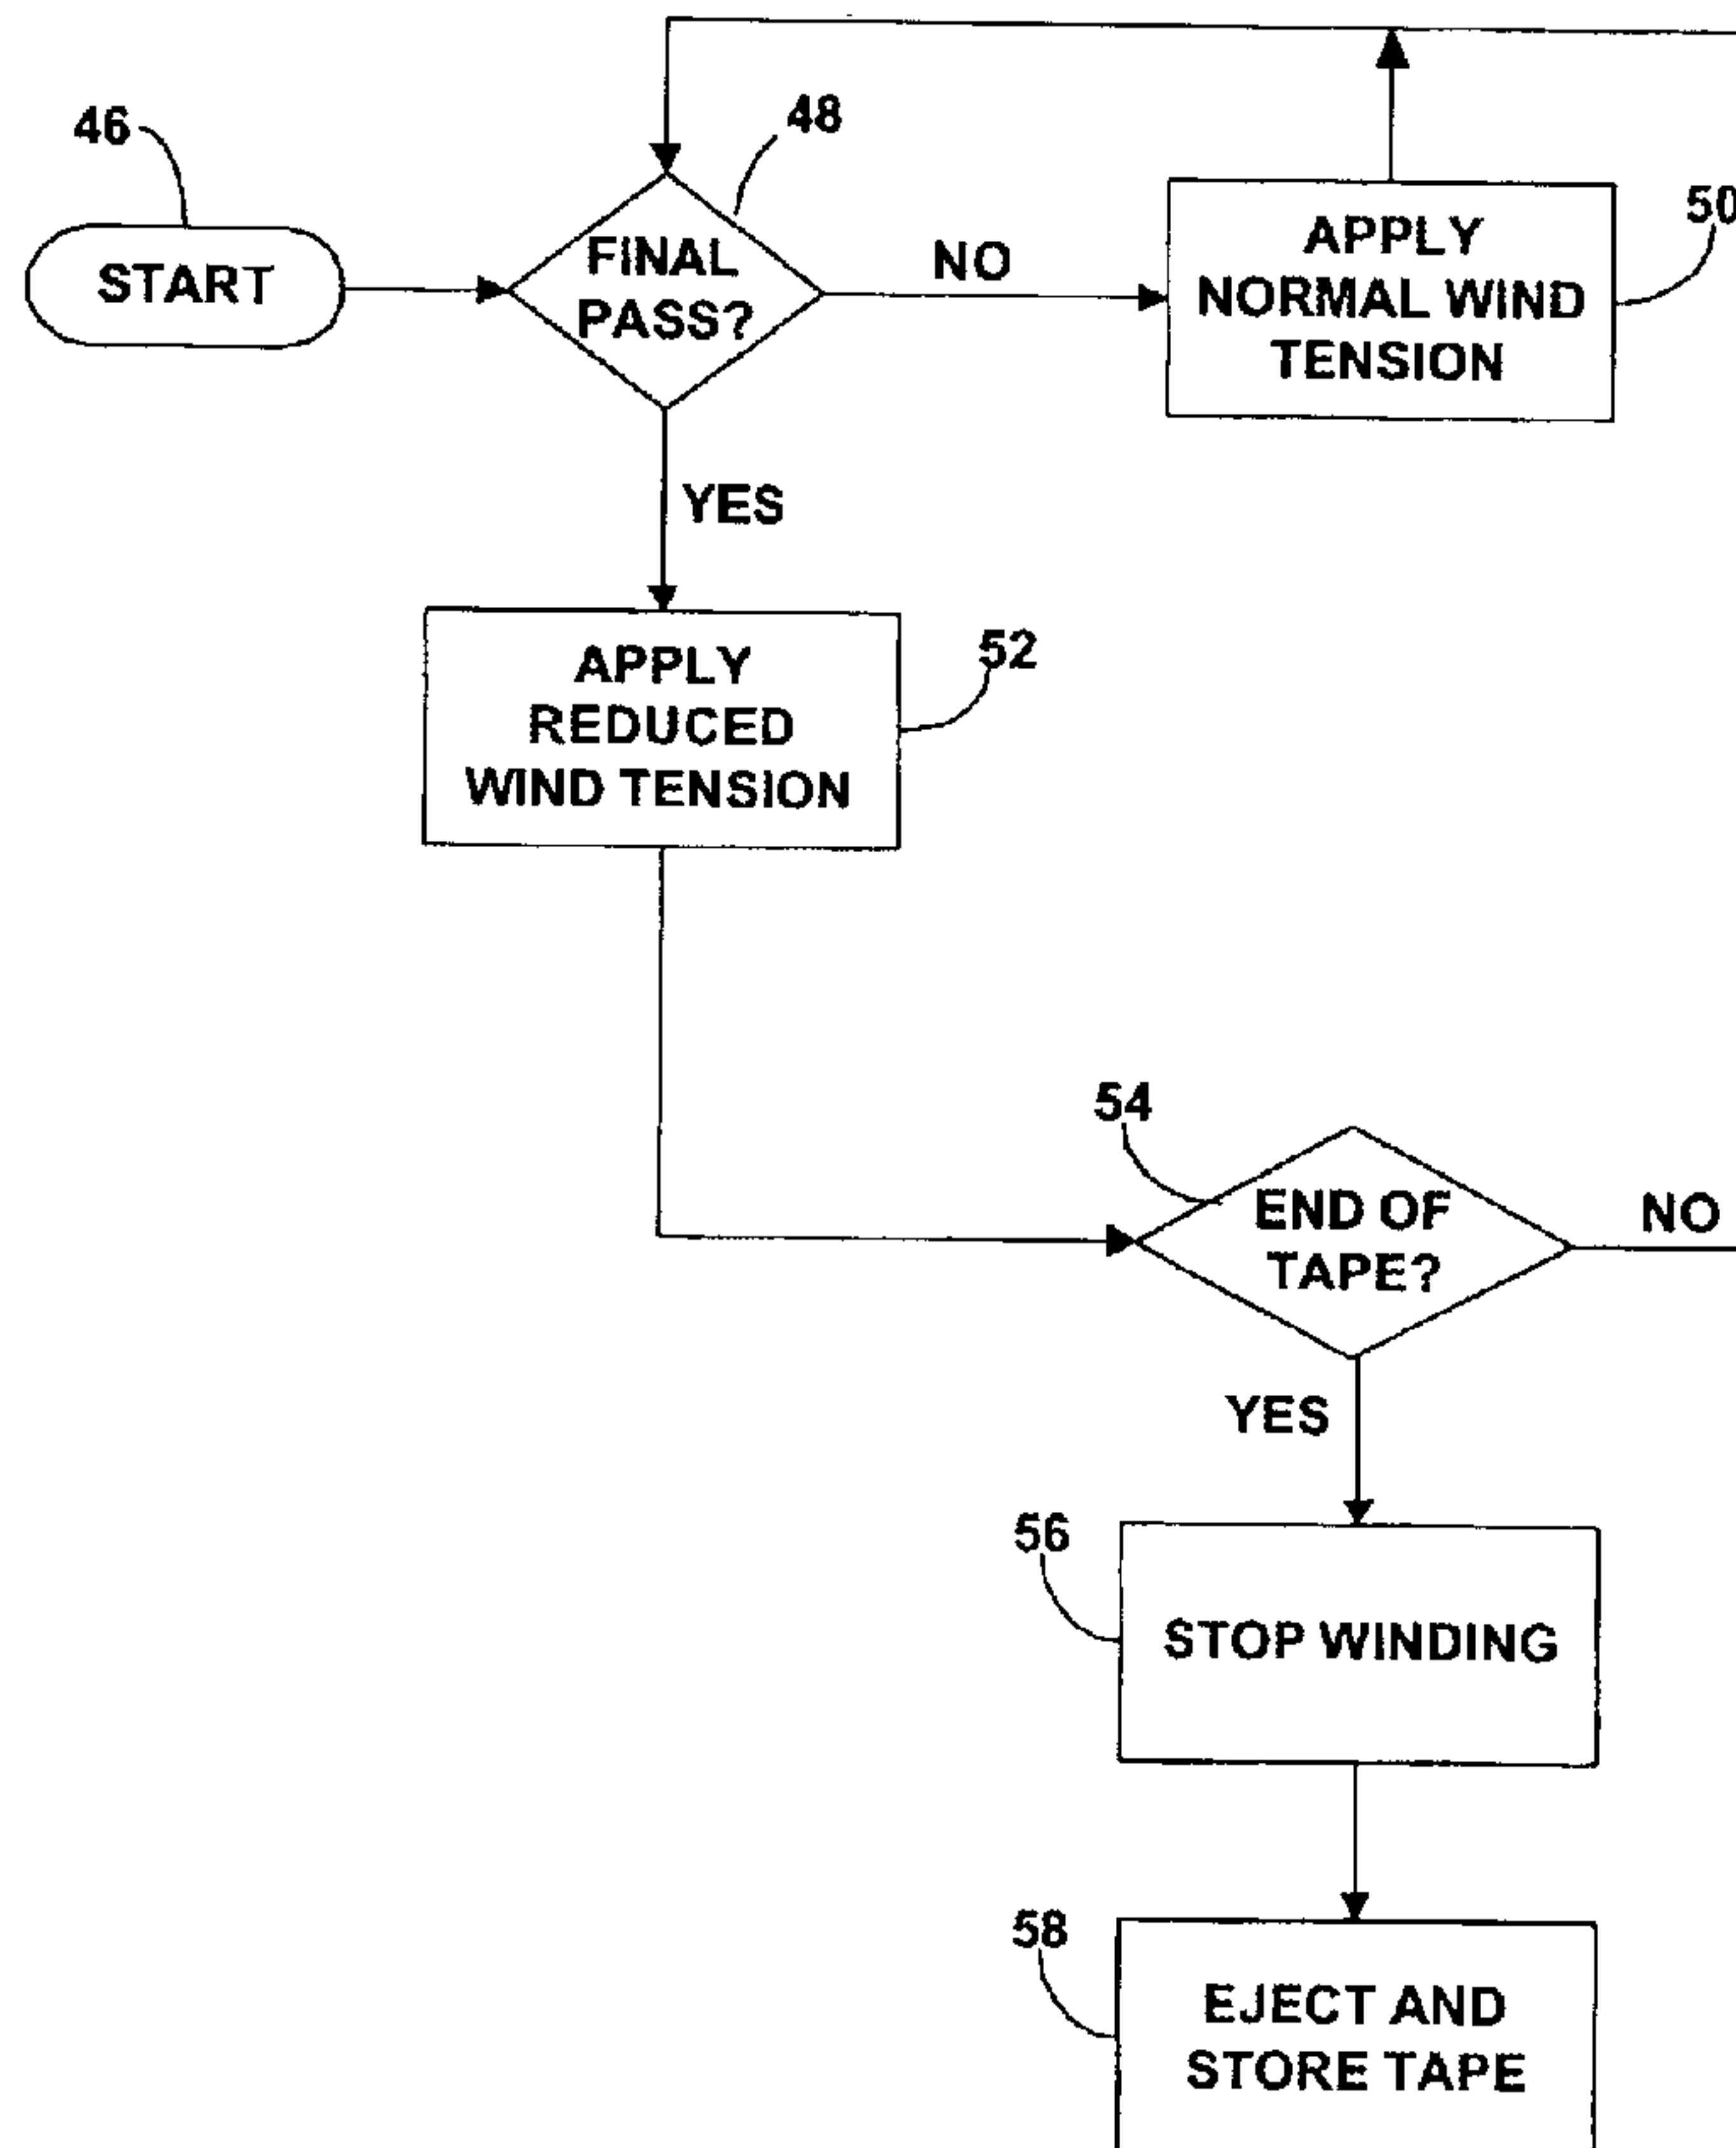 46
START
48
FINAL
PASS?
NO
APPLY
NORMAL WIND
TENSION
50
YES
APPLY
REDUCED
WIND TENSION
52
54
END OF
TAPE?
NO
YES
56
STOP WINDING
58
EJECT AND
STORE TAPE